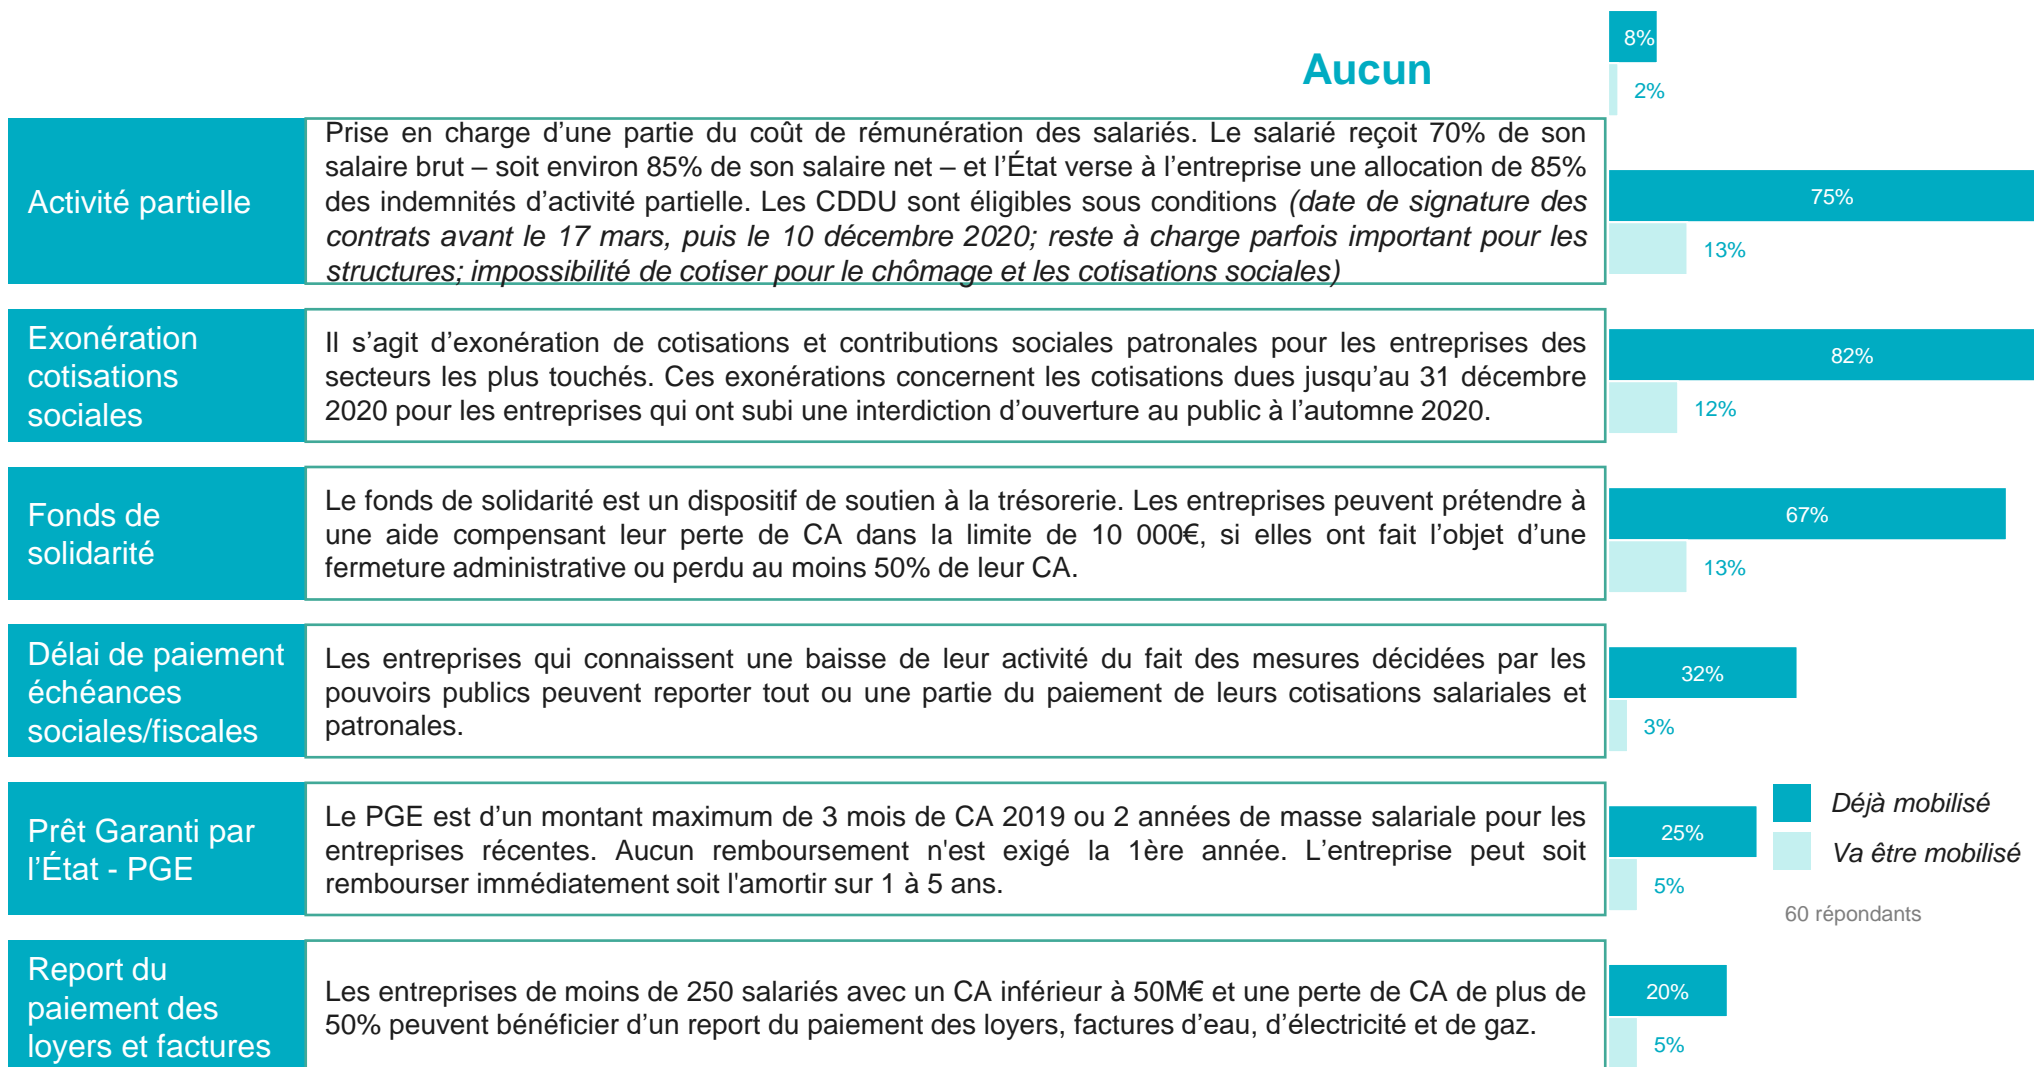 Aucun
8%
2%
Activité partielle
Prise en charge d’une partie du coût de rémunération des salariés. Le salarié reçoit 70% de son
salaire brut – soit environ 85% de son salaire net – et l’État verse à l’entreprise une allocation de 85%
des indemnités d’activité partielle. Les CDDU sont éligibles sous conditions (date de signature des
contrats avant le 17 mars, puis le 10 décembre 2020; reste à charge parfois important pour les
structures; impossibilité de cotiser pour le chômage et les cotisations sociales)
75%
13%
Exonération
cotisations
sociales
Il s’agit d’exonération de cotisations et contributions sociales patronales pour les entreprises des
secteurs les plus touchés. Ces exonérations concernent les cotisations dues jusqu’au 31 décembre
2020 pour les entreprises qui ont subi une interdiction d’ouverture au public à l’automne 2020.
82%
12%
Fonds de
solidarité
Le fonds de solidarité est un dispositif de soutien à la trésorerie. Les entreprises peuvent prétendre à
une aide compensant leur perte de CA dans la limite de 10 000€, si elles ont fait l’objet d’une
fermeture administrative ou perdu au moins 50% de leur CA.
67%
13%
Délai de paiement
échéances
sociales/fiscales
Les entreprises qui connaissent une baisse de leur activité du fait des mesures décidées par les
pouvoirs publics peuvent reporter tout ou une partie du paiement de leurs cotisations salariales et
patronales.
32%
3%
Prêt Garanti par
l’État - PGE
Le PGE est d’un montant maximum de 3 mois de CA 2019 ou 2 années de masse salariale pour les
entreprises récentes. Aucun remboursement n'est exigé la 1ère année. L’entreprise peut soit
rembourser immédiatement soit l'amortir sur 1 à 5 ans.
25%
5%
Déjà mobilisé
Va être mobilisé
60 répondants
Report du
paiement des
loyers et factures
Les entreprises de moins de 250 salariés avec un CA inférieur à 50M€ et une perte de CA de plus de
50% peuvent bénéficier d’un report du paiement des loyers, factures d’eau, d’électricité et de gaz.
20%
5%